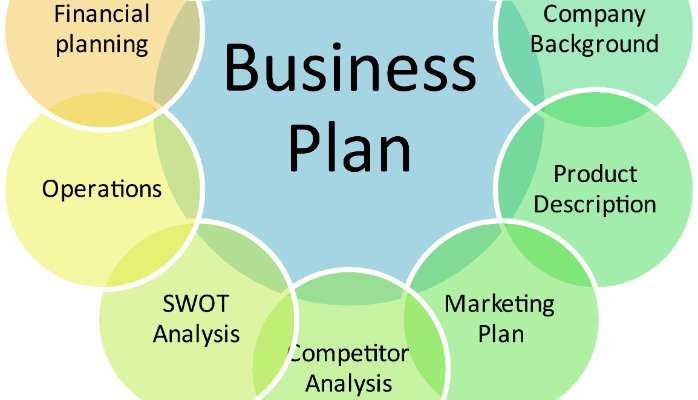 Business
Plan
Financial
planning
Company
Background
Operations
Product
Description
SWOT
Analysis
Marketing
Plan
Competitor
Analysis